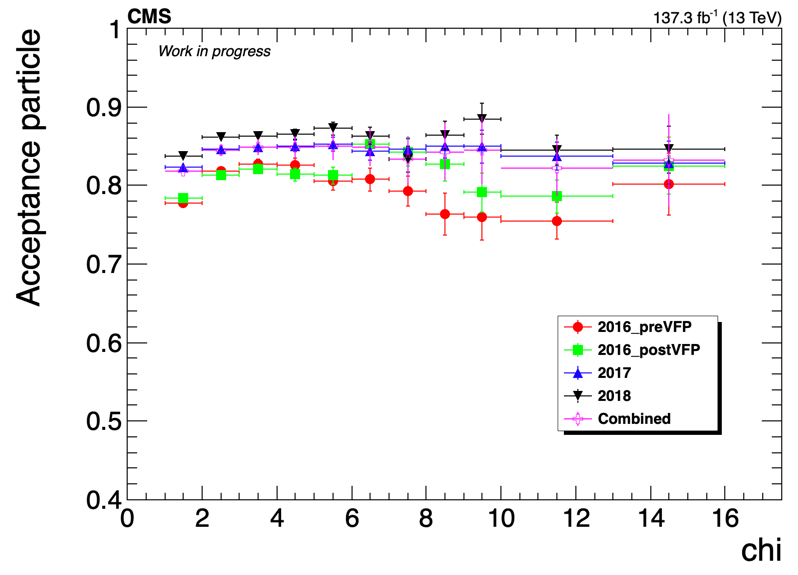 CMS
137.3 fb⁻¹ (13 TeV)
Work in progress
Acceptance particle
1
0.9
0.8
0.7
0.6
0.5
0.4
2016_preVFP
2016_postVFP
2017
2018
Combined
0 2 4 6 8 10 12 14 16
chi